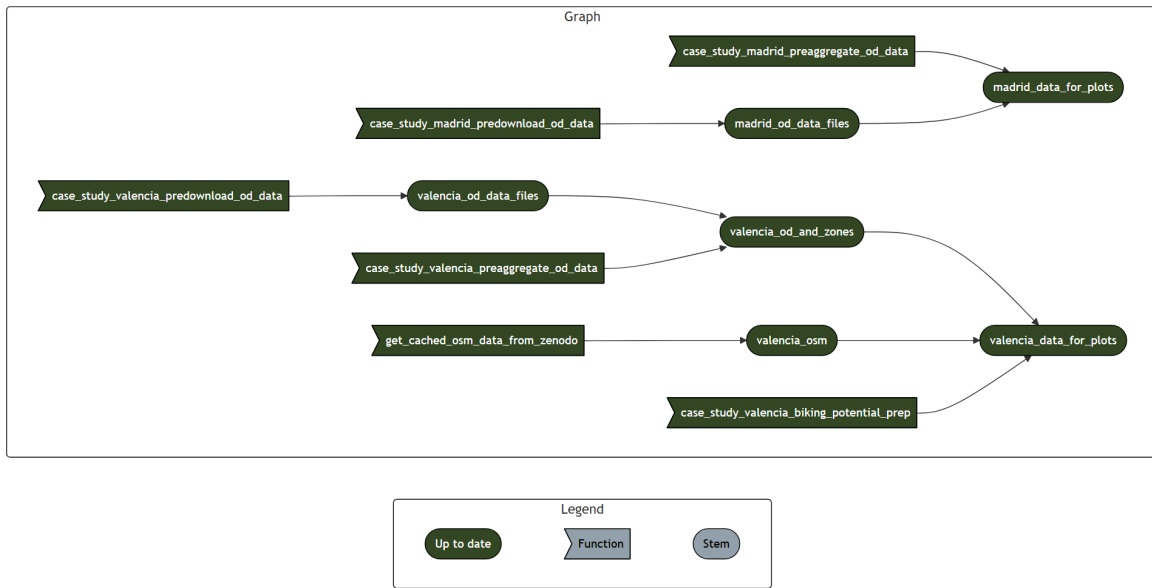 Graph
case_study_madrid_preaggregate_od_data
madrid_data_for_plots
case_study_madrid_predownload_od_data
madrid_od_data_files
case_study_valencia_predownload_od_data
valencia_od_data_files
valencia_od_and_zones
case_study_valencia_preaggregate_od_data
get_cached_osm_data_from_zenodo
valencia_osm
valencia_data_for_plots
case_study_valencia_biking_potential_prep
Legend
Up to date
Function
Stem